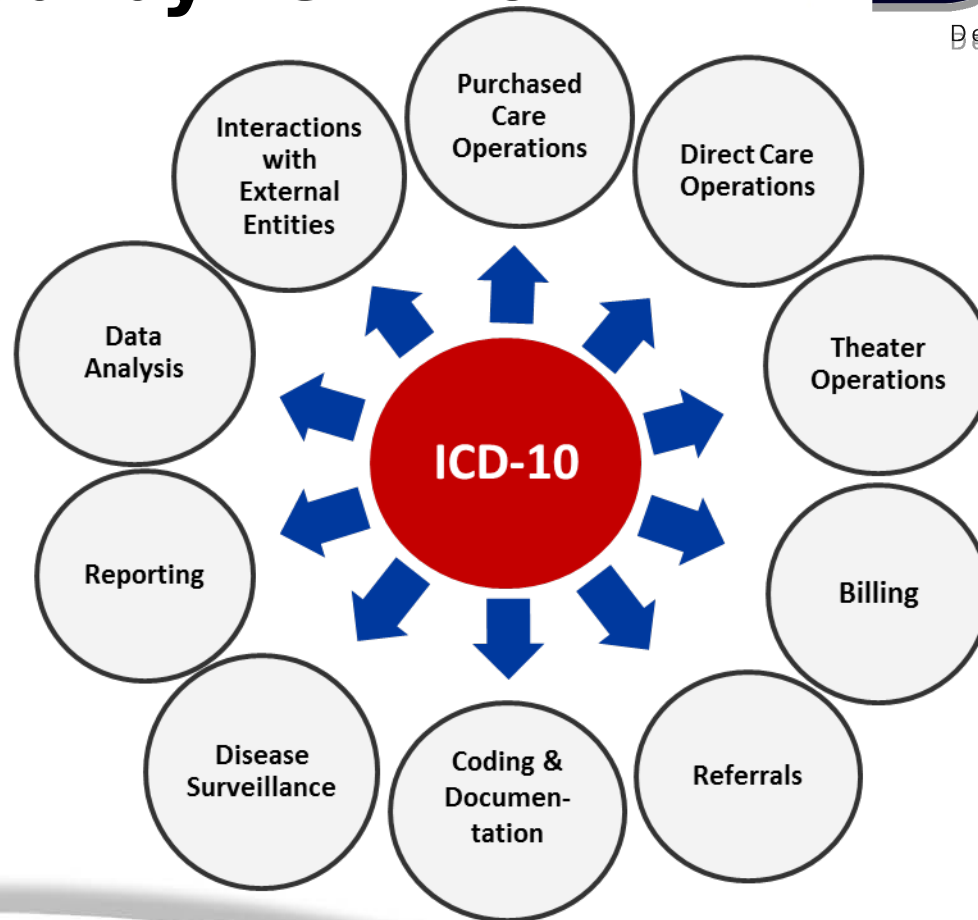 Purchased
Care
Operations
Direct Care
Operations
Theater
Operations
Billing
Referrals
Coding &
Documen-
tation
Disease
Surveillance
Reporting
Data
Analysis
Interactions
with
External
Entities
ICD-10